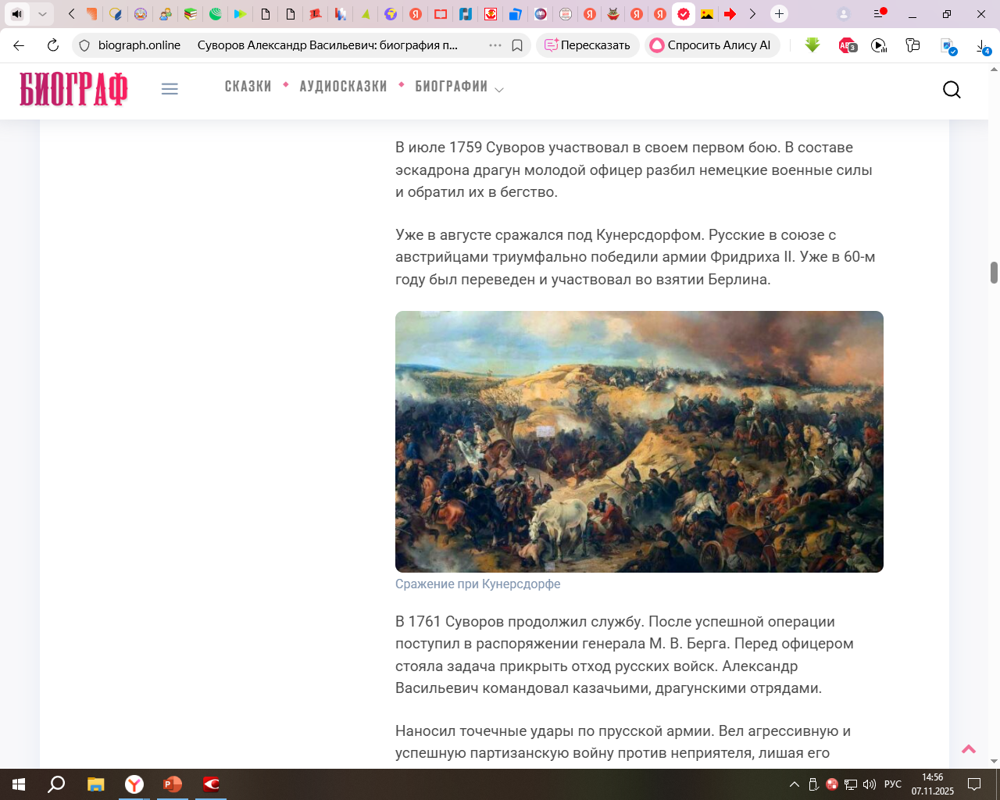 biograph.online
Суворов Александр Васильевич: биография п...
Пересказать
Спросить Алису AI
3
4
БИОГРАФ
СКАЗКИ
АУДИОСКАЗКИ
БИОГРАФИИ
В июле 1759 Суворов участвовал в своем первом бою. В составе
эскадрона драгун молодой офицер разбил немецкие военные силы
и обратил их в бегство.
Уже в августе сражался под Кунерсдорфом. Русские в союзе с
австрийцами триумфально победили армии Фридриха II. Уже в 60-м
году был переведен и участвовал во взятии Берлина.
Сражение при Кунерсдорфе
В 1761 Суворов продолжил службу. После успешной операции
поступил в распоряжении генерала М. В. Берга. Перед офицером
стояла задача прикрыть отход русских войск. Александр
Васильевич командовал казачьими, драгунскими отрядами.
Наносил точечные удары по прусской армии. Вел агрессивную и
успешную партизанскую войну против неприятеля, лишая его
РУС
14:56
07.11.2025